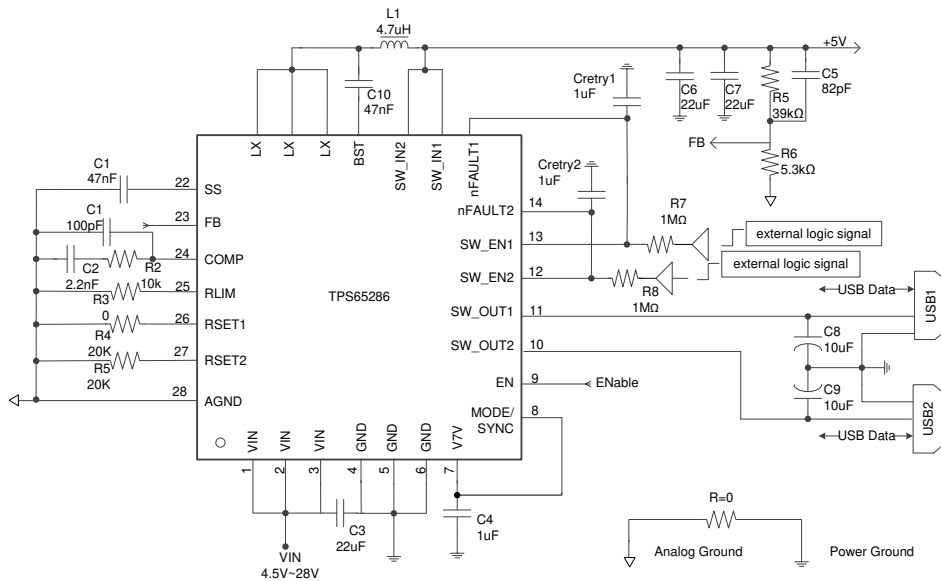 L1
4.7uH
+5V
C10
47nF
Cretry1
1uF
C6
22uF
C7
22uF
R5
39kΩ
C5
82pF
FB
R6
5.3kΩ
LX
LX
LX
BST
SW_IN2
SW_IN1
nFAULT1
C1
47nF
22
SS
Cretry2
1uF
nFAULT2
14
C1
100pF
23
FB
R7
1MΩ
external logic signal
SW_EN1
13
C2
2.2nF
R2
10k
24
COMP
external logic signal
SW_EN2
12
R8
1MΩ
R3
0
25
RLIM
TPS65286
USB Data
USB1
SW_OUT1
11
R4
20K
26
RSET1
C8
10uF
SW_OUT2
10
R5
20K
27
RSET2
EN
9
ENable
C9
10uF
28
AGND
MODE/
SYNC
8
USB Data
USB2
VIN
VIN
VIN
GND
GND
GND
V7V
1
2
3
4
5
6
7
C3
22uF
C4
1uF
VIN
4.5V~28V
R=0
Analog Ground
Power Ground